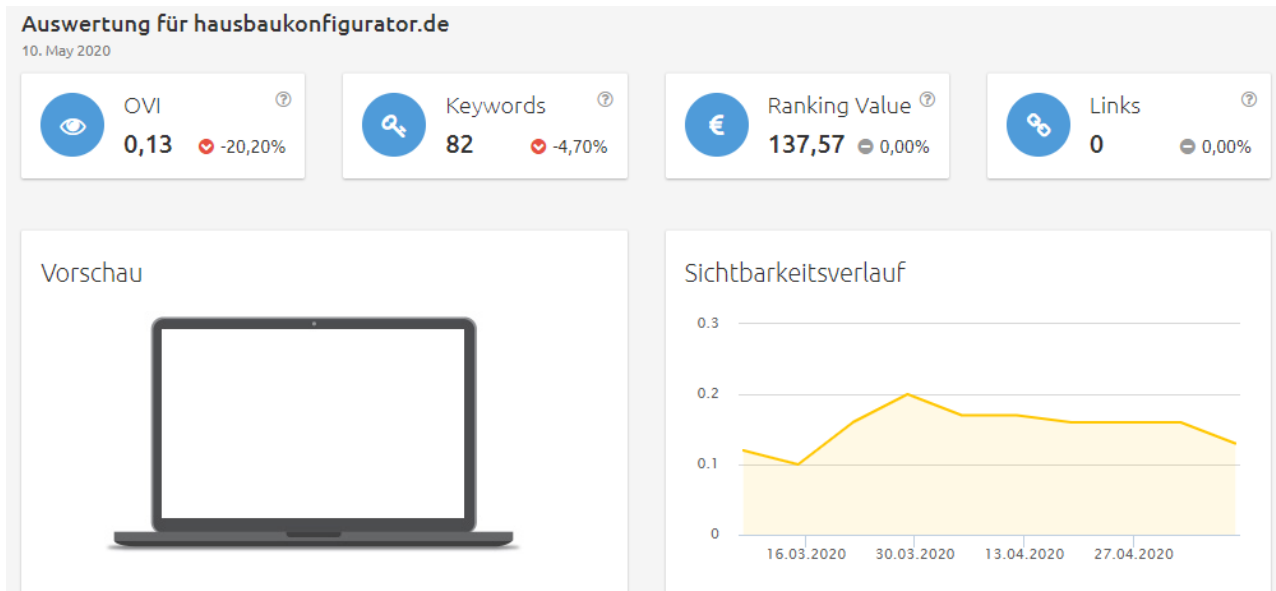 Auswertung für hausbaukonfigurator.de
10. May 2020
OVI ?
0,13 -20,20%
Keywords ?
82 -4,70%
Ranking Value ?
€
137,57 0,00%
Links ?
0 0,00%
Vorschau
Sichtbarkeitsverlauf
0.3
0.2
0.1
0
16.03.2020 30.03.2020 13.04.2020 27.04.2020